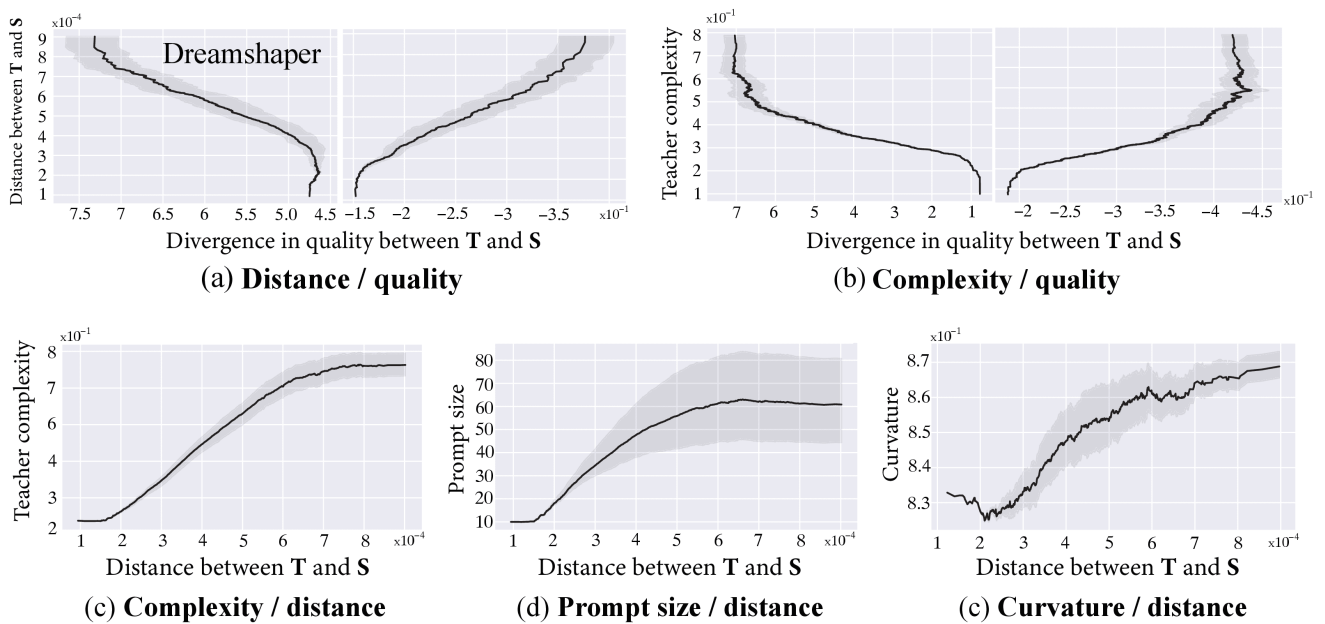 x10⁻⁴
Distance between T and S
9
8
7
6
5
4
3
2
1
Dreamshaper
7.5 7 6.5 6 5.5 5.0 4.5 −1.5 −2 −2.5 −3 −3.5 x10⁻¹
Divergence in quality between T and S
(a) Distance / quality
x10⁻¹
Teacher complexity
8
7
6
5
4
3
2
1
7 6 5 4 3 2 1 −2 −2.5 −3 −3.5 −4 −4.5 x10⁻¹
Divergence in quality between T and S
(b) Complexity / quality
x10⁻¹
Teacher complexity
8
7
6
5
4
3
2
1 2 3 4 5 6 7 8 x10⁻⁴
Distance between T and S
(c) Complexity / distance
Prompt size
80
70
60
50
40
30
20
10
1 2 3 4 5 6 7 8 x10⁻⁴
Distance between T and S
(d) Prompt size / distance
x10⁻¹
Curvature
8.7
8.6
8.5
8.4
8.3
1 2 3 4 5 6 7 8 x10⁻⁴
Distance between T and S
(c) Curvature / distance